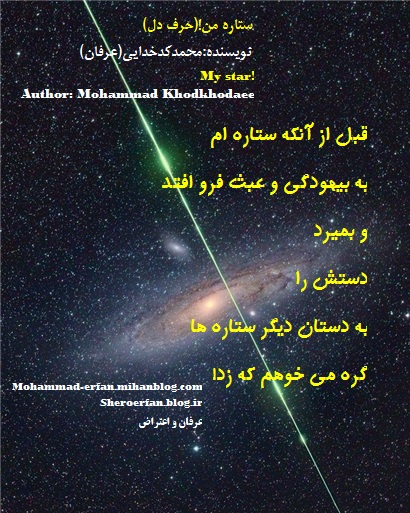 ستاره من!(حرف دل)
نویسنده:محمدکدخدایی(عرفان)
My star!
Author: Mohammad Khodkhodaee
قبل از آنکه ستاره ام
به بیهودگی و عبث فرو افتد
و بمیرد
دستش را
به دستان دیگر ستاره ها
گره می خوهم که زد!
Mohammad-erfan.mihanblog.com
Sheroerfan.blog.ir
عرفان و اعتراض